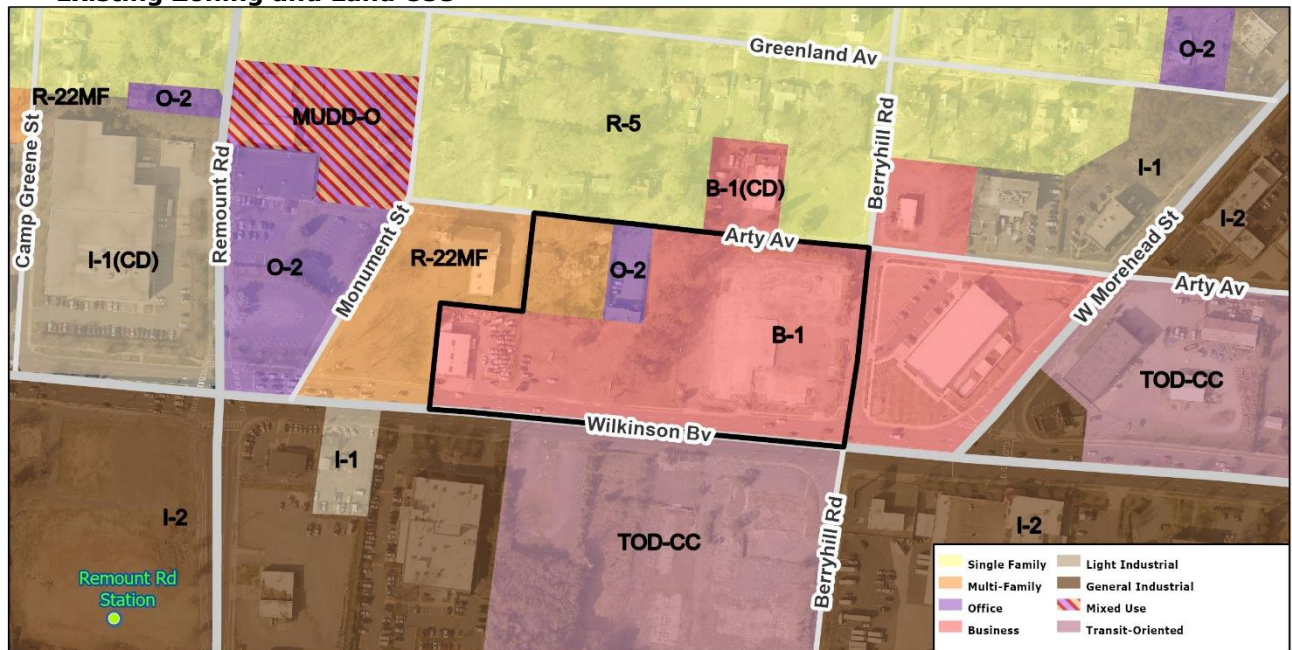 Existing Zoning and Land Use
Greenland Av
O-2
R-22MF
O-2
MUDD-O
R-5
Camp Greene St
Remount Rd
Berryhill Rd
I-1
B-1(CD)
I-2
Arty Av
I-1(CD)
O-2
Monument St
R-22MF
O-2
W Morehead St
Arty Av
B-1
TOD-CC
Wilkinson Bv
I-1
I-2
TOD-CC
Berryhill Rd
I-2
Remount Rd
Station
Single Family
Multi-Family
Office
Business
Light Industrial
General Industrial
Mixed Use
Transit-Oriented